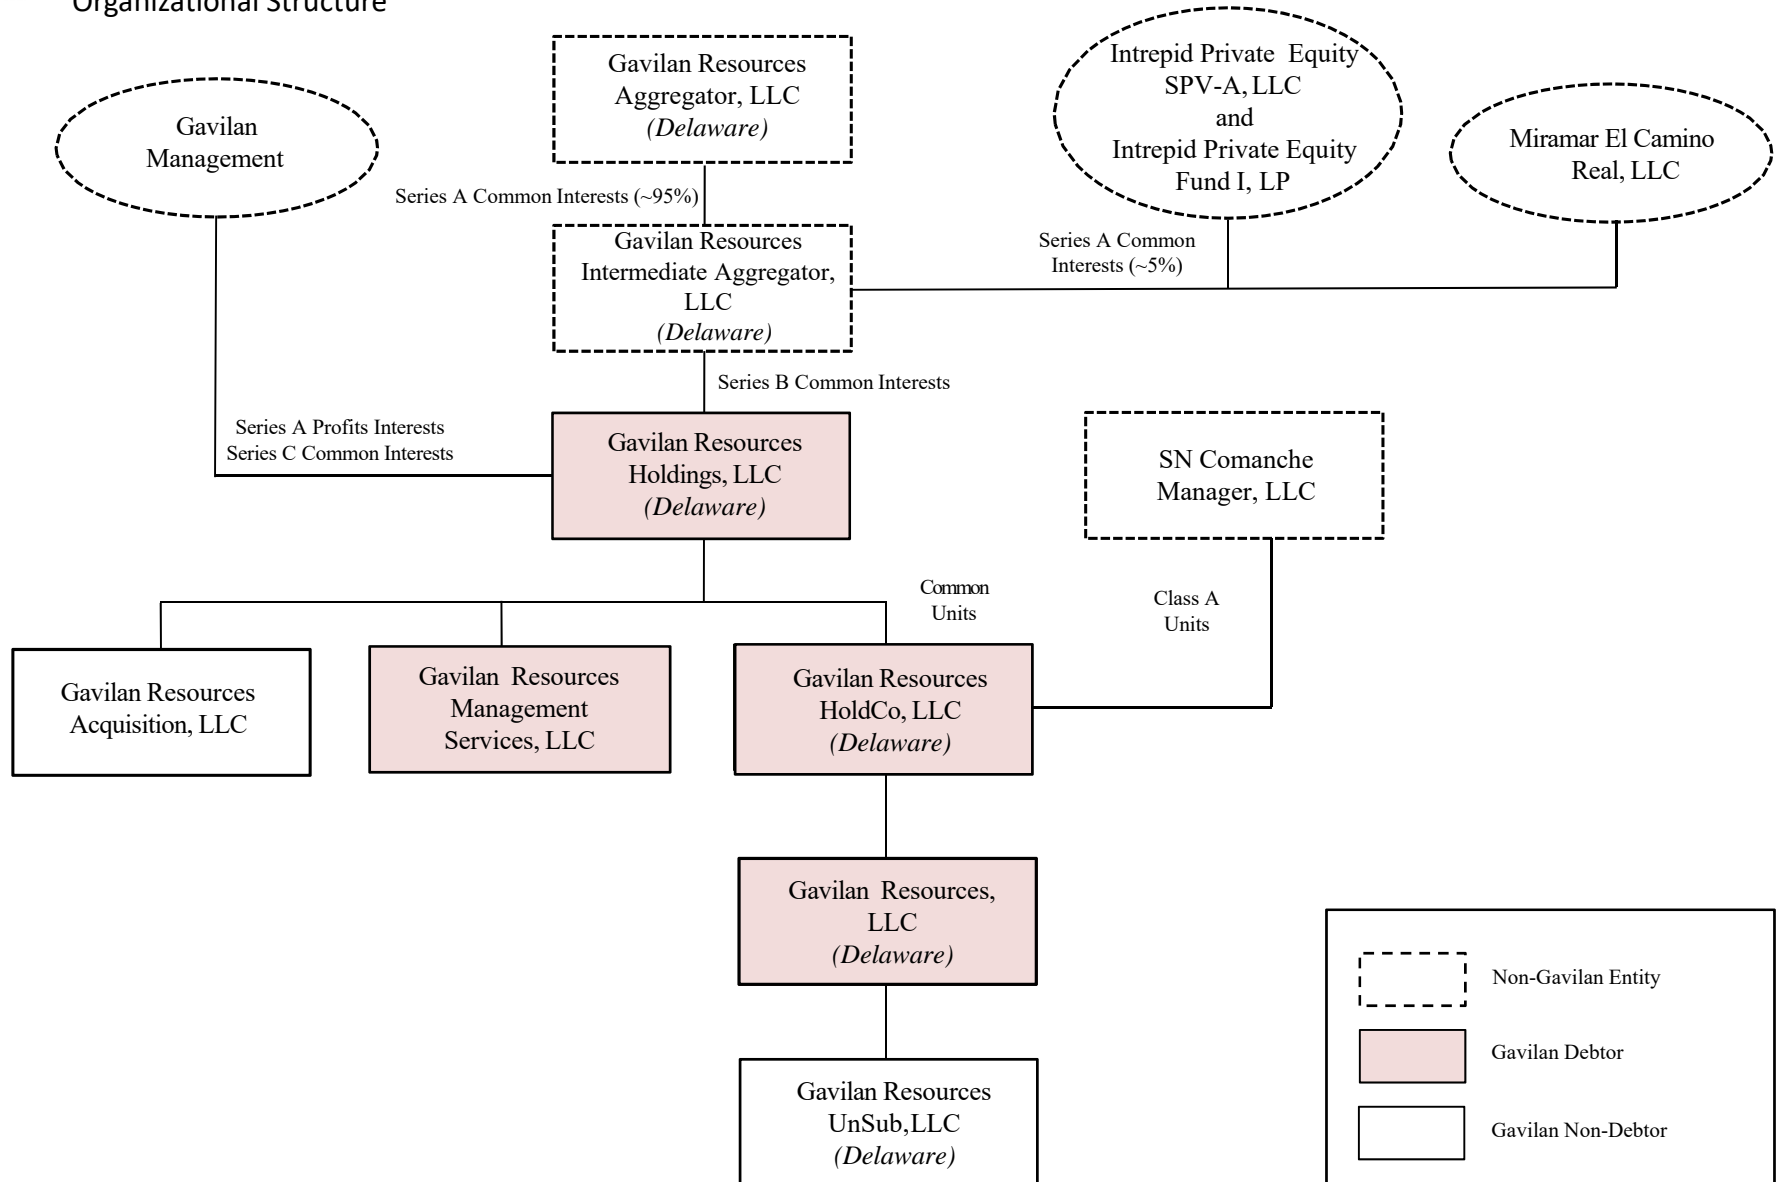 Organizational Structure
Gavilan
Management
Gavilan Resources
Aggregator, LLC
(Delaware)
Intrepid Private Equity
SPV-A, LLC
and
Intrepid Private Equity
Fund I, LP
Miramar El Camino
Real, LLC
Series A Common Interests (~95%)
Gavilan Resources
Intermediate Aggregator,
LLC
(Delaware)
Series A Common
Interests (~5%)
Series B Common Interests
Series A Profits Interests
Series C Common Interests
Gavilan Resources
Holdings, LLC
(Delaware)
SN Comanche
Manager, LLC
Common
Units
Class A
Units
Gavilan Resources
Acquisition, LLC
Gavilan Resources
Management
Services, LLC
Gavilan Resources
HoldCo, LLC
(Delaware)
Gavilan Resources,
LLC
(Delaware)
Gavilan Resources
UnSub, LLC
(Delaware)
Non-Gavilan Entity
Gavilan Debtor
Gavilan Non-Debtor